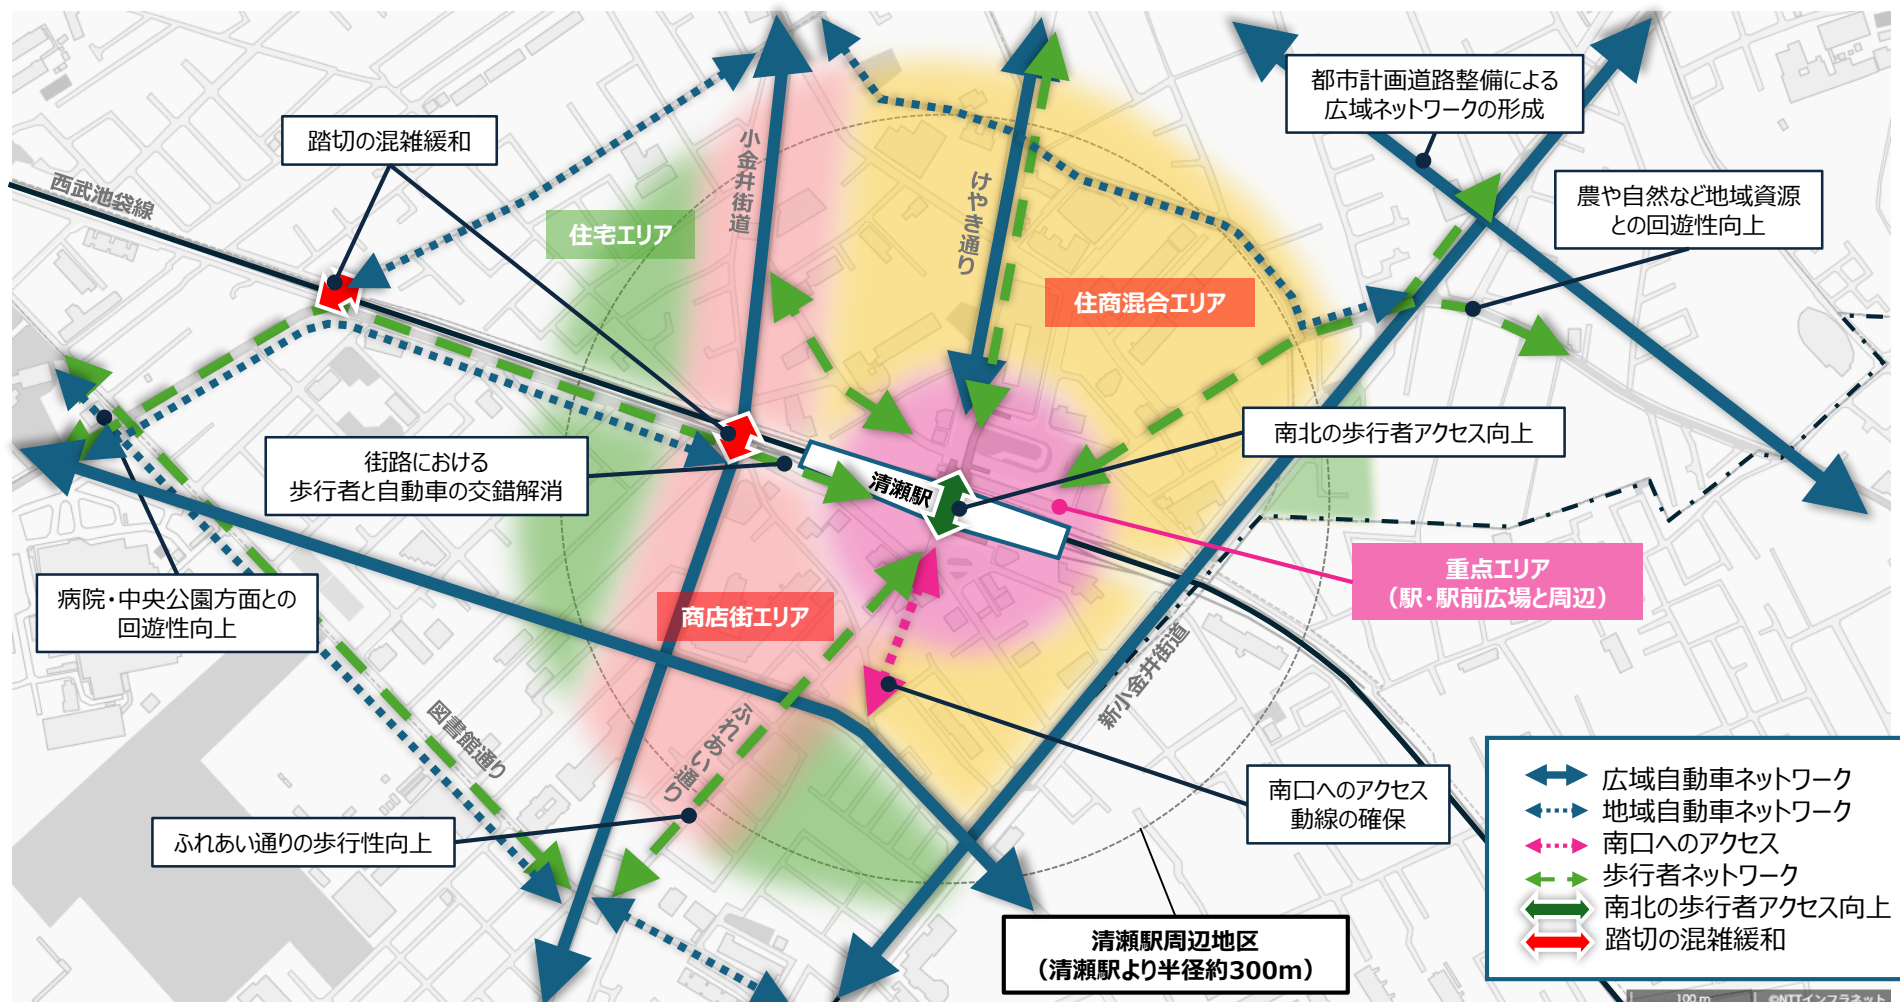 都市計画道路整備による
広域ネットワークの形成
踏切の混雑緩和
小金井街道
けやき通り
西武池袋線
農や自然など地域資源
との回遊性向上
住宅エリア
住商混合エリア
南北の歩行者アクセス向上
街路における
歩行者と自動車の交錯解消
清瀬駅
重点エリア
（駅・駅前広場と周辺）
病院・中央公園方面との
回遊性向上
商店街エリア
新小金井街道
図書館通り
ふれあい通り
南口へのアクセス
動線の確保
ふれあい通りの歩行性向上
清瀬駅周辺地区
（清瀬駅より半径約300m）
広域自動車ネットワーク
地域自動車ネットワーク
南口へのアクセス
歩行者ネットワーク
南北の歩行者アクセス向上
踏切の混雑緩和
100 m
©NTTインフラネット